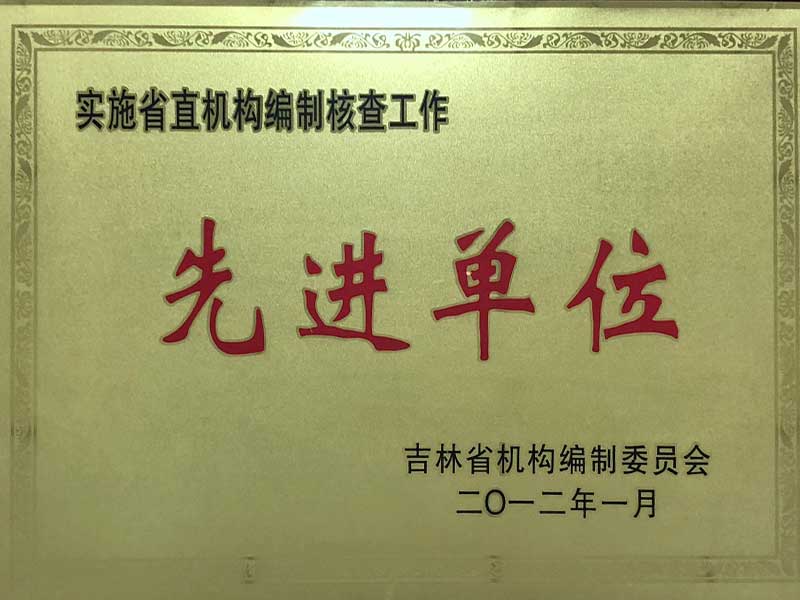 实施省直机构编制核查工作
先进单位
吉林省机构编制委员会
二〇一二年一月